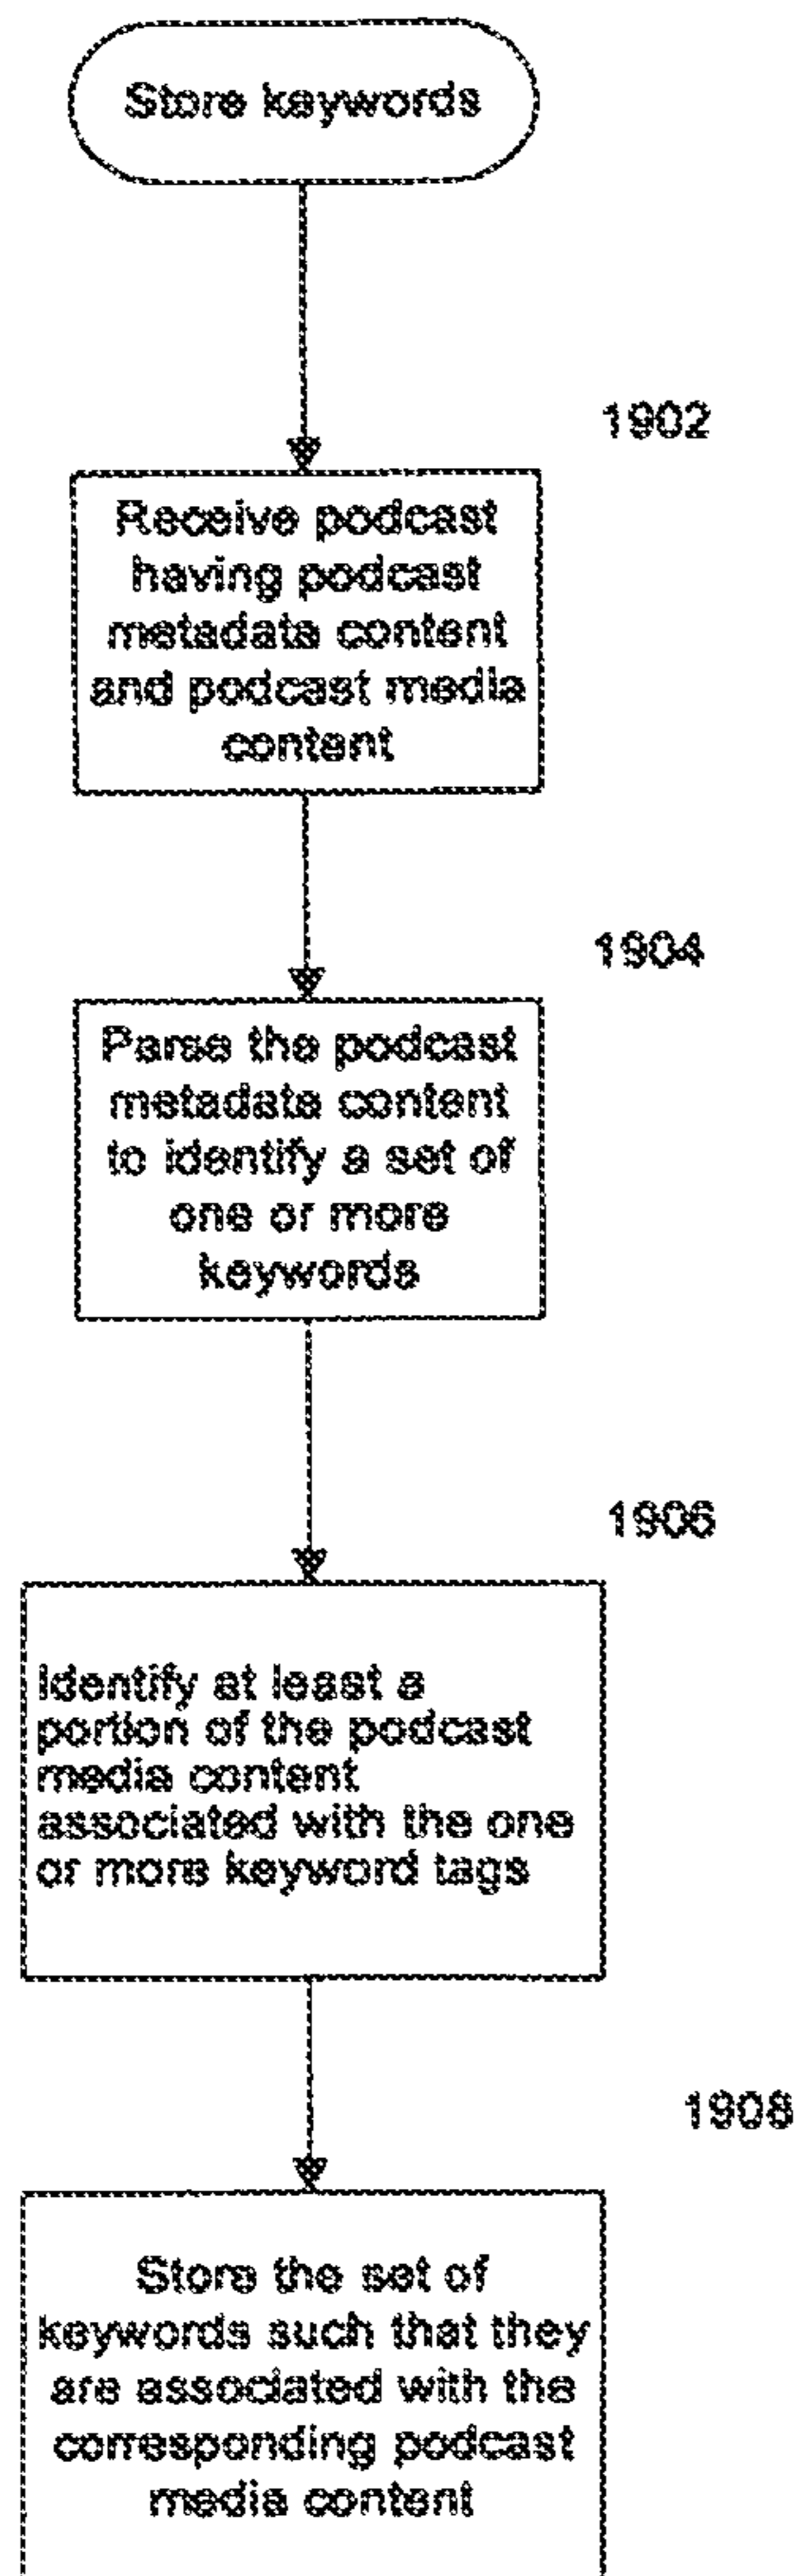 Store keywords
1902
Receive podcast
having podcast
metadata content
and podcast media
content
1904
Parse the podcast
metadata content
to identify a set of
one or more
keywords
1906
Identify at least a
portion of the podcast
media content
associated with the one
or more keyword tags
1908
Store the set of
keywords such that they
are associated with the
corresponding podcast
media content